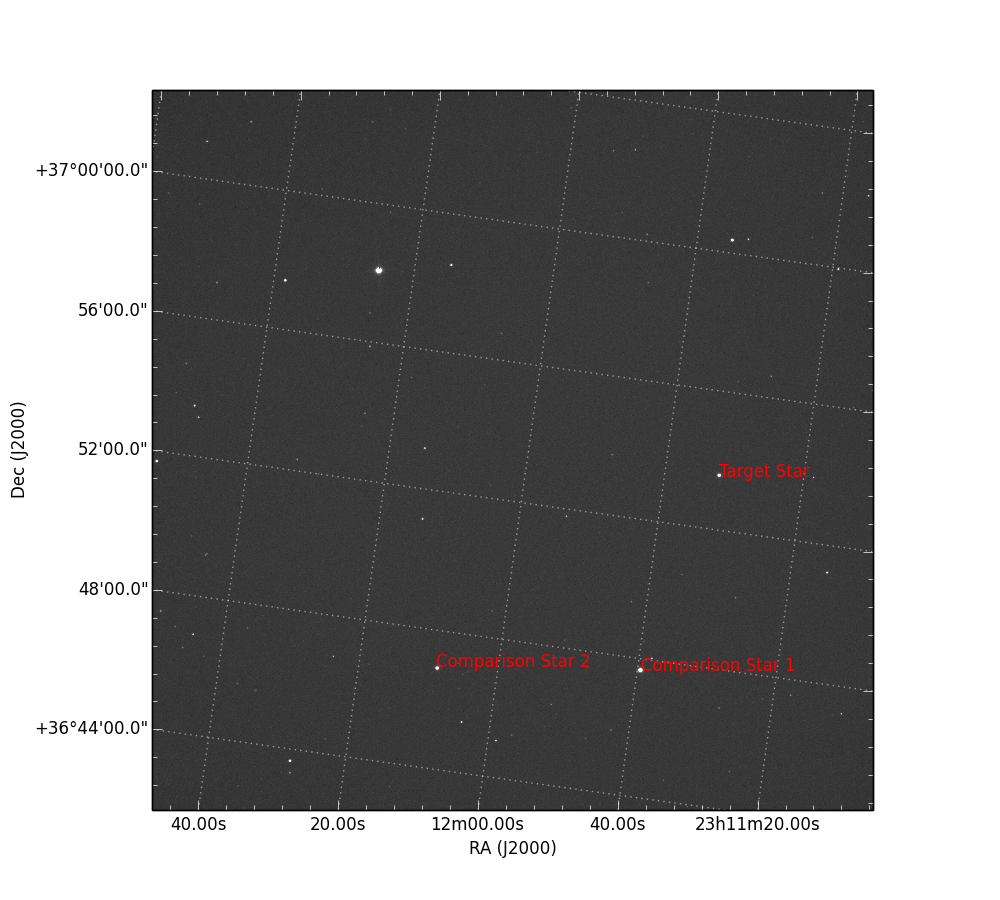 +37°00'00.0"
56'00.0"
Dec (J2000)
52'00.0"
Target Star
48'00.0"
Comparison Star 2
Comparison Star 1
+36°44'00.0"
40.00s
20.00s
12m00.00s
40.00s
23h11m20.00s
RA (J2000)